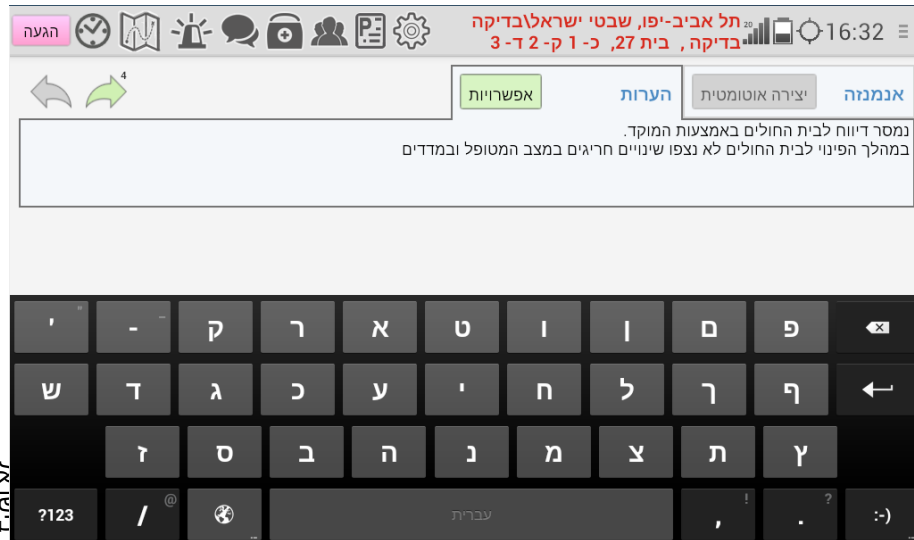 הגעה
תל אביב-יפו, שבטי ישראל\בדיקה
בדיקה , בית 27, כ- 1 ק- 2 ד- 3
20
16:32
4
אנמנזה
יצירה אוטומטית
הערות
אפשרויות
נמסר דיווח לבית החולים באמצעות המוקד.
במהלך הפינוי לבית החולים לא נצפו שינויים חריגים במצב המטופל ובמדדים
' - ק ר א ט ו ן ם פ
ש ד ג כ ע י ח ל ך ף
ז ס ב ה נ מ צ ת ץ
?123 / @ עברית , ! . ? :-)